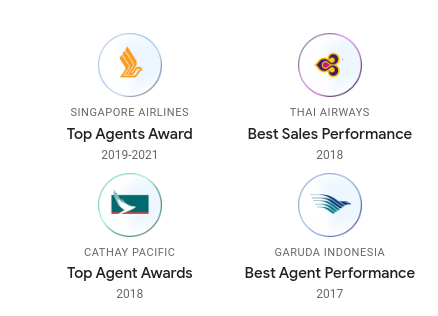 SINGAPORE AIRLINES
Top Agents Award
2019-2021
THAI AIRWAYS
Best Sales Performance
2018
CATHAY PACIFIC
Top Agent Awards
2018
GARUDA INDONESIA
Best Agent Performance
2017